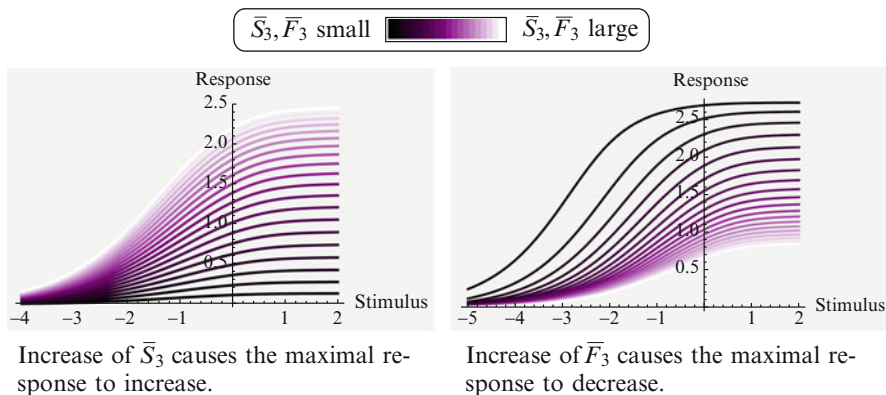 S̅₃, F̅₃ small S̅₃, F̅₃ large
Response
2.5
2.0
1.5
1.0
0.5
−4 −3 −2 −1 1 2 Stimulus
Response
2.5
2.0
1.5
1.0
0.5
−5 −4 −3 −2 −1 1 2 Stimulus
Increase of S̅₃ causes the maximal re-
sponse to increase.
Increase of F̅₃ causes the maximal re-
sponse to decrease.